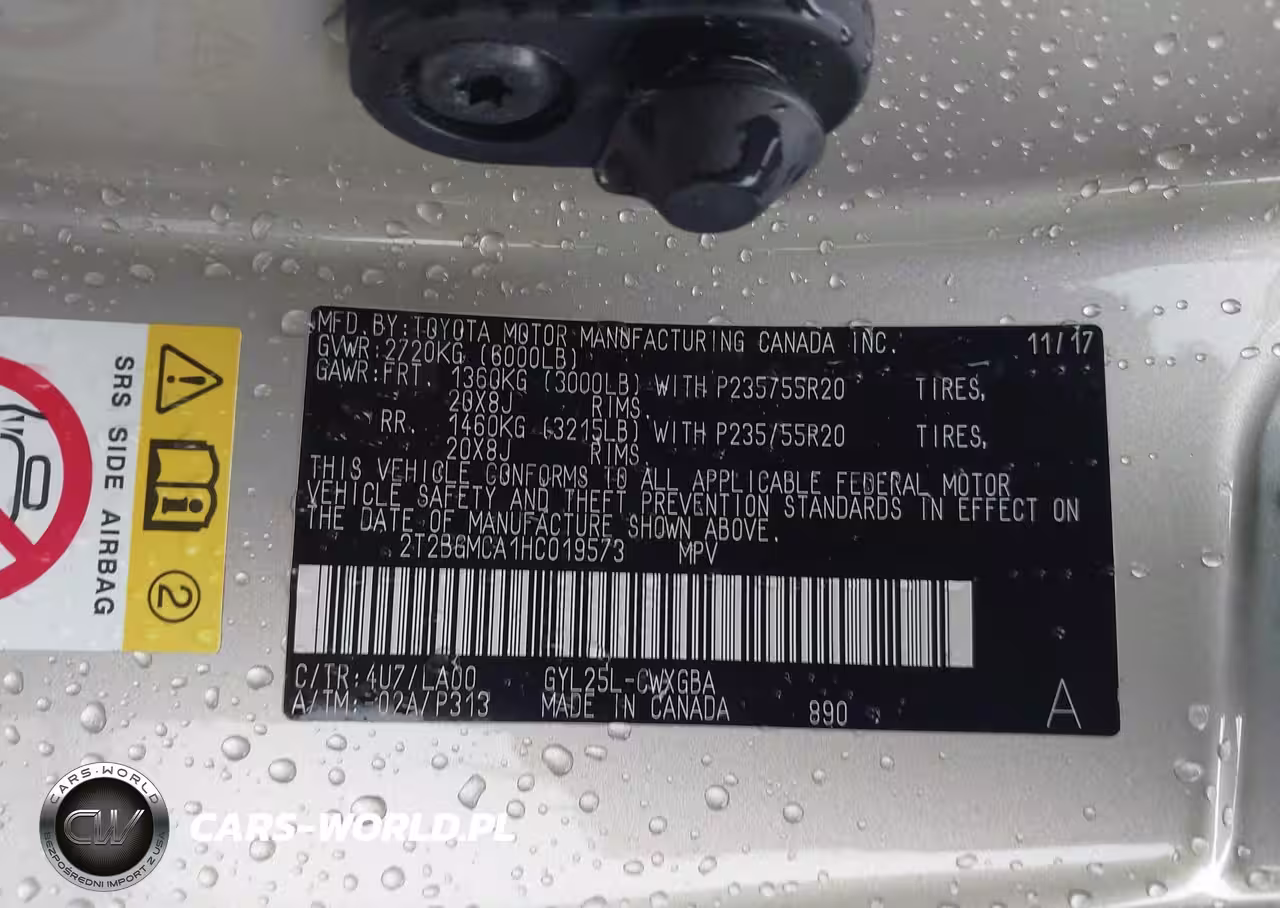 MFD. BY:TOYOTA MOTOR MANUFACTURING CANADA INC. 11/17
GVWR:2720KG (6000LB)
GAWR:FRT. 1360KG (3000LB) WITH P235/55R20 TIRES,
20X8J RIMS.
RR. 1460KG (3215LB) WITH P235/55R20 TIRES,
20X8J RIMS
THIS VEHICLE CONFORMS TO ALL APPLICABLE FEDERAL MOTOR
VEHICLE SAFETY AND THEFT PREVENTION STANDARDS IN EFFECT ON
THE DATE OF MANUFACTURE SHOWN ABOVE.
2T2BGMCA1HC019573 MPV
C/TR:4U7/LA00 GYL25L-CWXGBA
A/TM:-02A/P313 MADE IN CANADA 890 A
SRS SIDE AIRBAG
2
CARS-WORLD
CW
BEZPOŚREDNI IMPORT Z USA
CARS-WORLD.PL